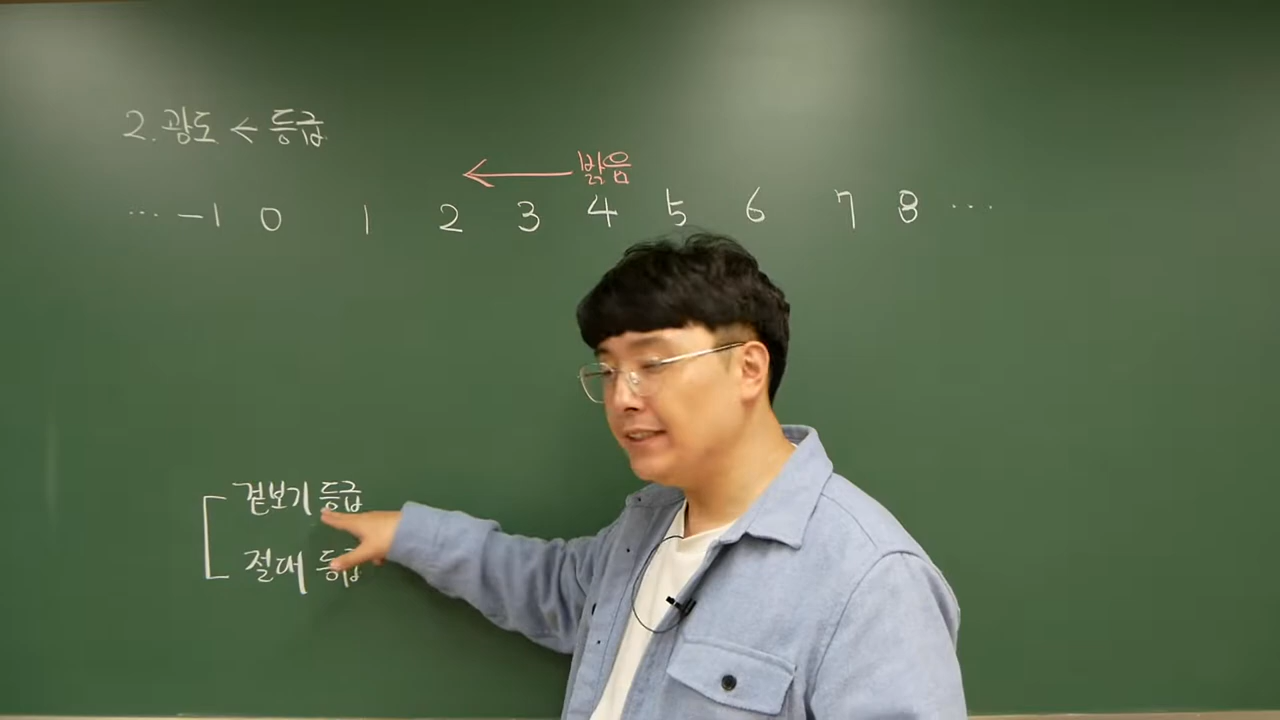 2. 광도 ← 등급
← 밝음
… -1 0 1 2 3 4 5 6 7 8 …
겉보기 등급
절대 등급